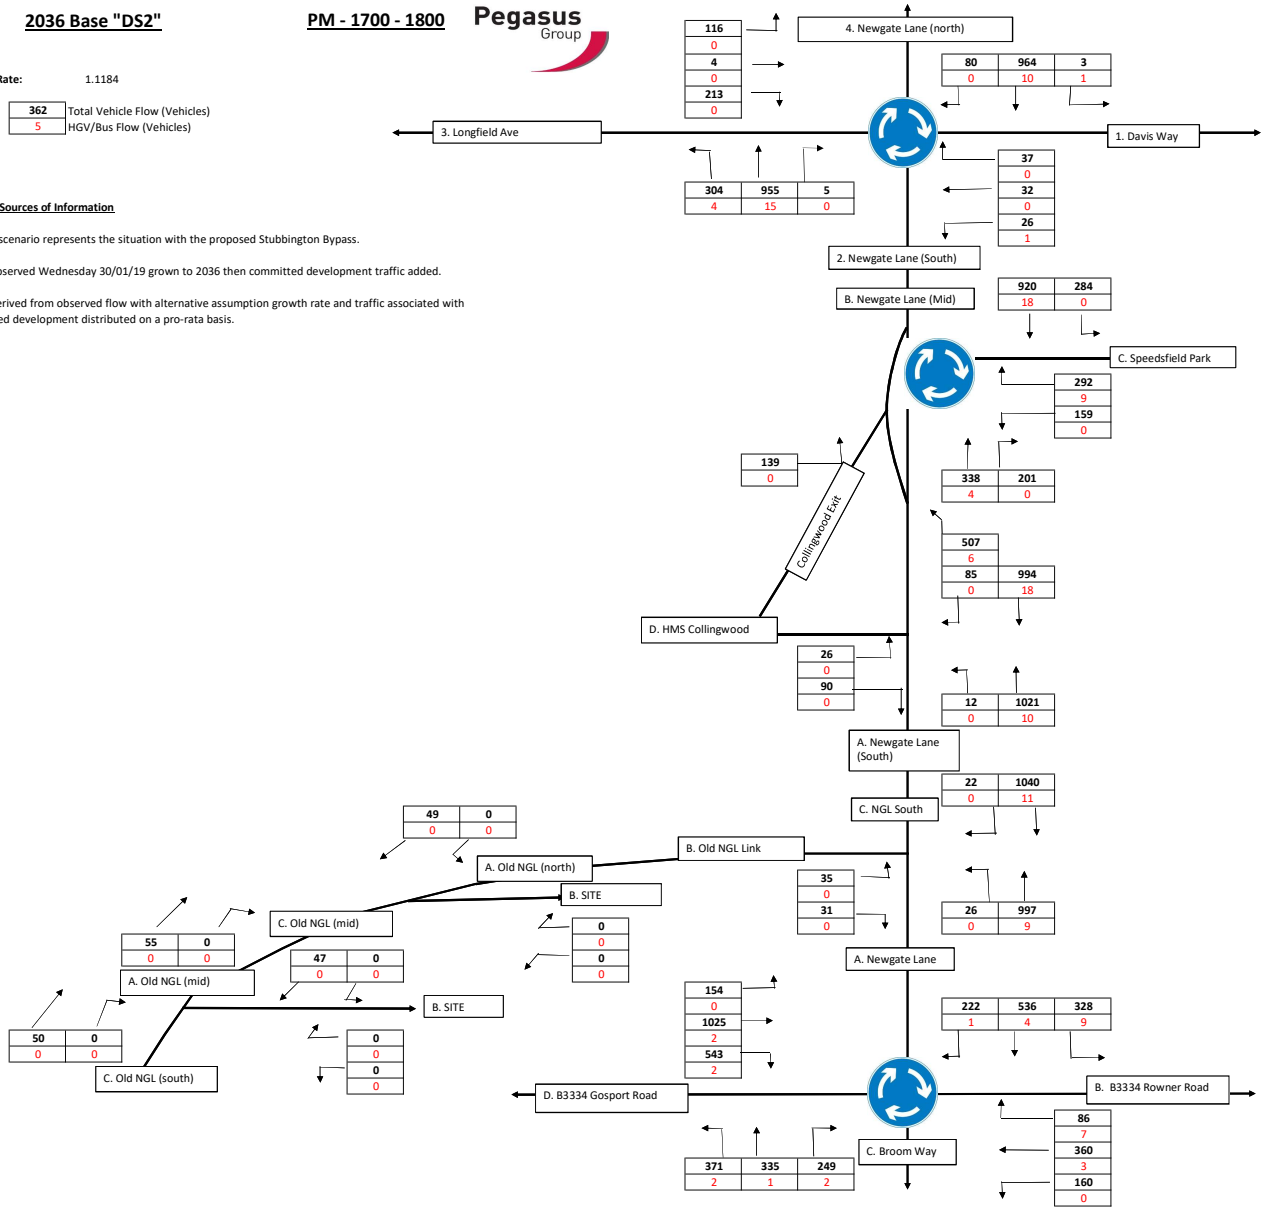 2036 Base "DS2"
PM - 1700 - 1800
Pegasus
Group
Rate:
1.1184
362
Total Vehicle Flow (Vehicles)
5
HGV/Bus Flow (Vehicles)
Sources of Information
scenario represents the situation with the proposed Stubbington Bypass.
Wednesday 30/01/19 grown to 2036 then committed development traffic added.
from observed flow with alternative assumption growth rate and traffic associated with
development distributed on a pro-rata basis.
116
0
4
0
213
0
4. Newgate Lane (north)
80 964 3
0 10 1
3. Longfield Ave
1. Davis Way
304 955 5
4 15 0
37
0
32
0
26
1
2. Newgate Lane (South)
B. Newgate Lane (Mid)
920 284
18 0
C. Speedsfield Park
292
9
159
0
139
0
338 201
4 0
Collingwood Exit
507
6
85 994
0 18
D. HMS Collingwood
26
0
90
0
12 1021
0 10
A. Newgate Lane
(South)
22 1040
0 11
C. NGL South
49 0
0 0
B. Old NGL Link
A. Old NGL (north)
35
0
31
0
B. SITE
26 997
0 9
C. Old NGL (mid)
0
0
0
0
55 0
0 0
47 0
0 0
A. Newgate Lane
A. Old NGL (mid)
B. SITE
154
0
1025
2
543
2
222 536 328
1 4 9
50 0
0 0
0
0
0
0
C. Old NGL (south)
D. B3334 Gosport Road
B. B3334 Rowner Road
86
7
360
3
160
0
C. Broom Way
371 335 249
2 1 2